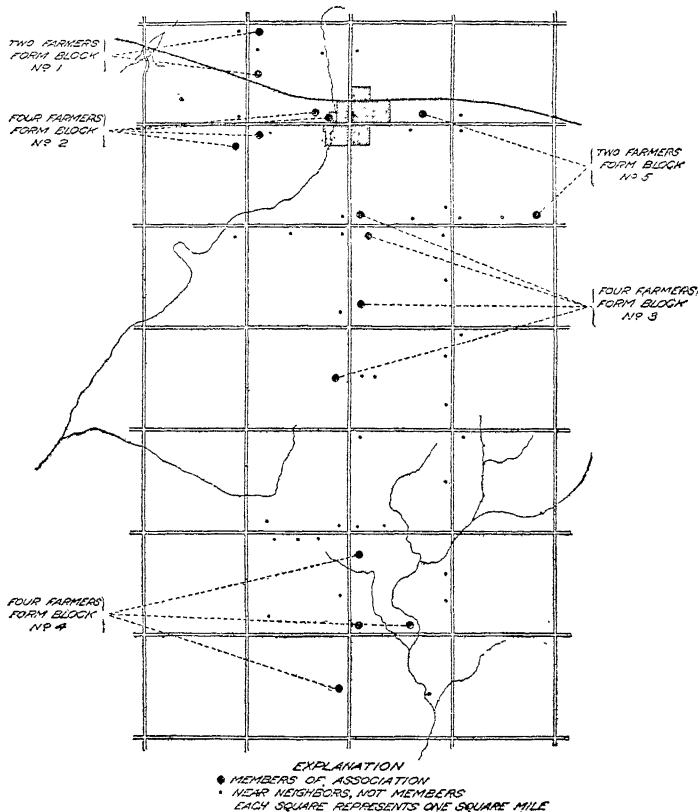 TWO FARMERS
FORM BLOCK
No 1
FOUR FARMERS
FORM BLOCK
No 2
TWO FARMERS
FORM BLOCK
No 5
FOUR FARMERS
FORM BLOCK
No 3
FOUR FARMERS
FORM BLOCK
No 4
EXPLANATION
MEMBERS OF ASSOCIATION
NEAR NEIGHBORS, NOT MEMBERS
EACH SQUARE REPRESENTS ONE SQUARE MILE